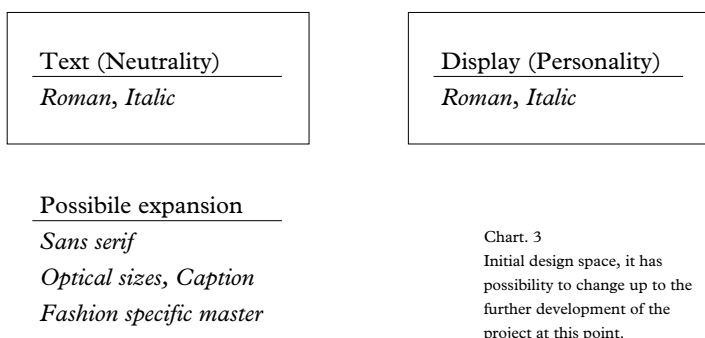 Text (Neutrality)
Roman, Italic
Display (Personality)
Roman, Italic
Possibile expansion
Sans serif
Optical sizes, Caption
Fashion specific master
Chart. 3
Initial design space, it has
possibility to change up to the
further development of the
project at this point.